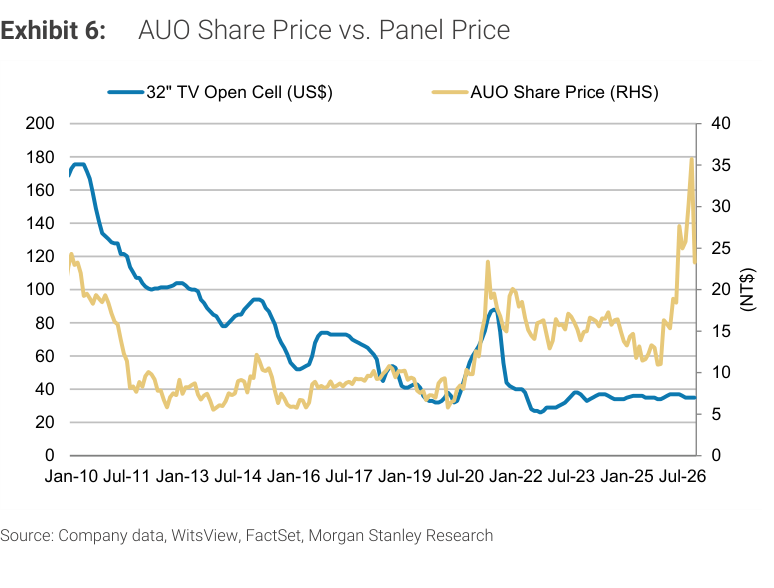 Exhibit 6: AUO Share Price vs. Panel Price
32" TV Open Cell (US$) AUO Share Price (RHS)
200 40
180 35
160 30
140
120 25
100 20
80 15
60
40 10
20 5
0 0
(NT$)
Jan-10 Jul-11 Jan-13 Jul-14 Jan-16 Jul-17 Jan-19 Jul-20 Jan-22 Jul-23 Jan-25 Jul-26
Source: Company data, WitsView, FactSet, Morgan Stanley Research